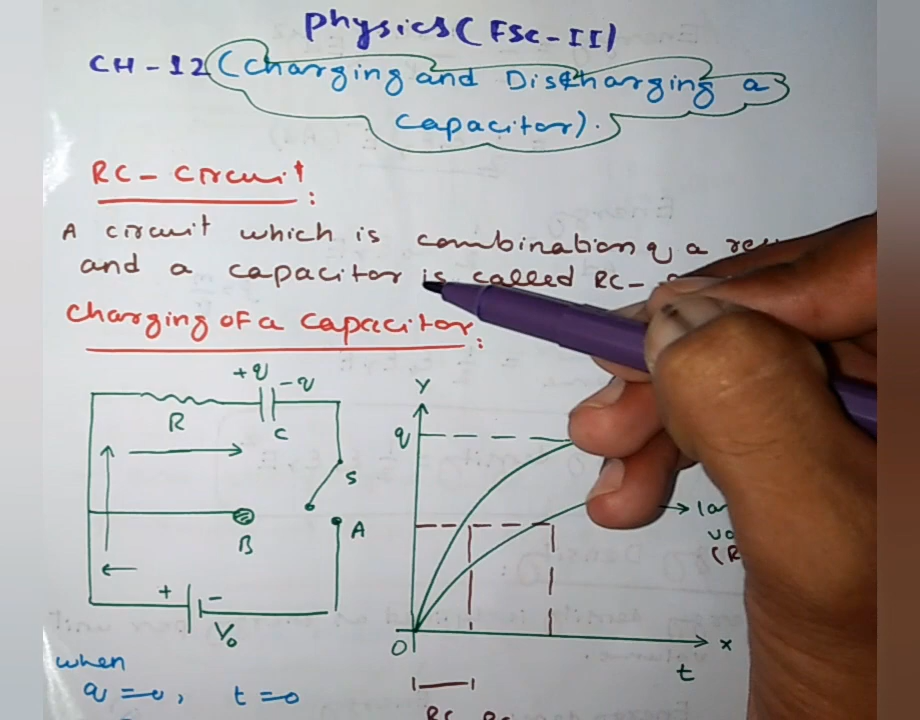 Physics (FSc-II)
CH-12 (Charging and Discharging a
Capacitor).
RC-Circuit:
A circuit which is combination of a
and a capacitor is called RC-
Charging of a Capacitor:
+q -q
R
C
S
A
B
+ -
V₀
Y
q
O
x
t
when
q = 0, t = 0
RC